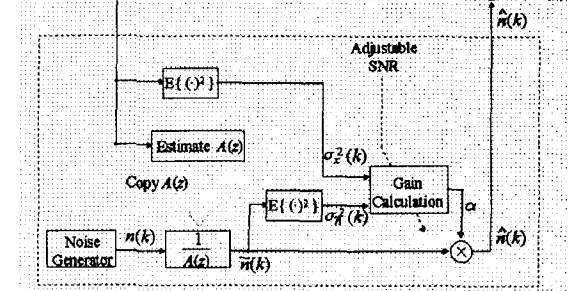 n̂(k)
Adjustable
SNR
E{(·)²}
Estimate A(z)
σ_x²(k)
Copy A(z)
E{(·)²}
Gain
Calculation
σ_ñ²(k)
α
Noise
Generator
n(k)
1
A(z)
ñ(k)
×
n̂(k)